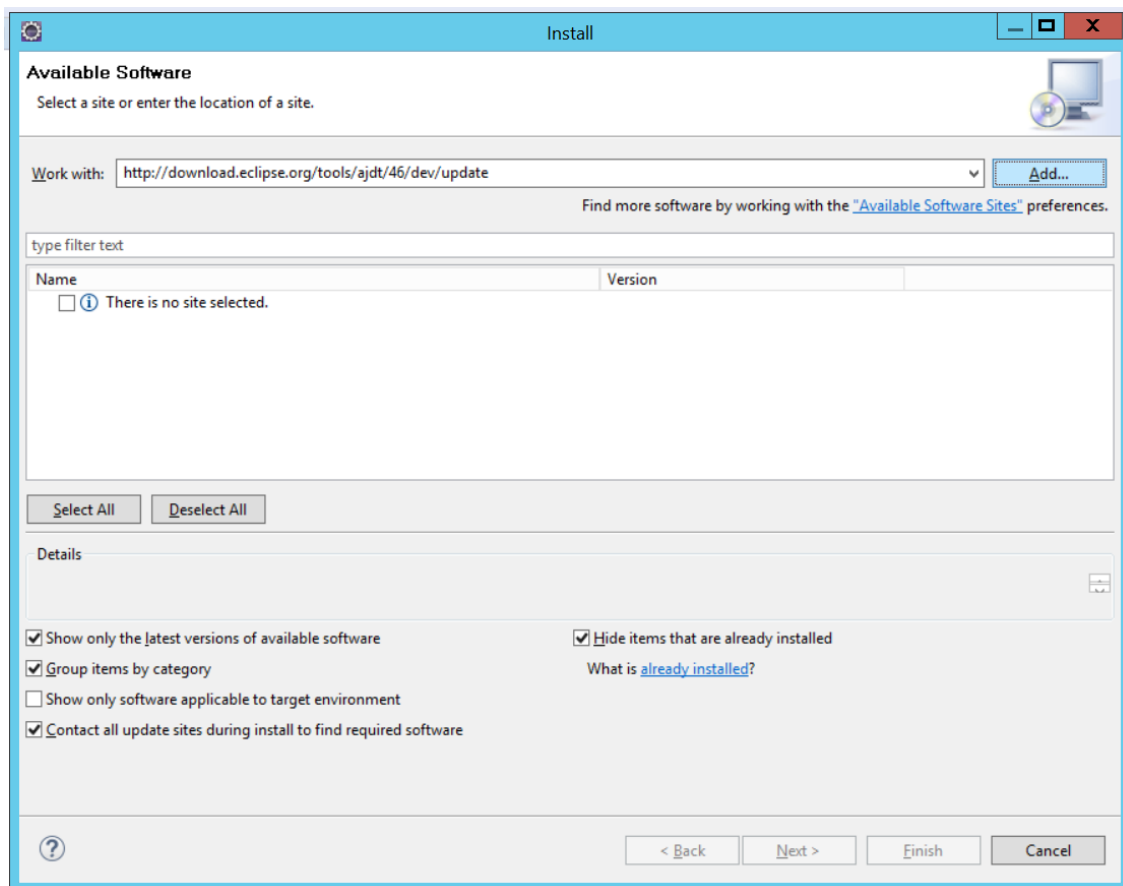 Install
X
Available Software
Select a site or enter the location of a site.
Work with: http://download.eclipse.org/tools/ajdt/46/dev/update Add...
Find more software by working with the "Available Software Sites" preferences.
type filter text
Name Version
There is no site selected.
Select All Deselect All
Details
Show only the latest versions of available software Hide items that are already installed
Group items by category What is already installed?
Show only software applicable to target environment
Contact all update sites during install to find required software
? < Back Next > Finish Cancel